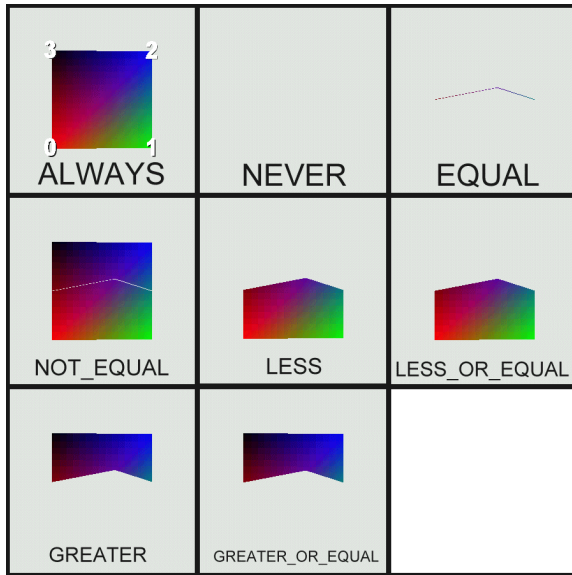 3 2
0 1
ALWAYS
NEVER
EQUAL
NOT_EQUAL
LESS
LESS_OR_EQUAL
GREATER
GREATER_OR_EQUAL